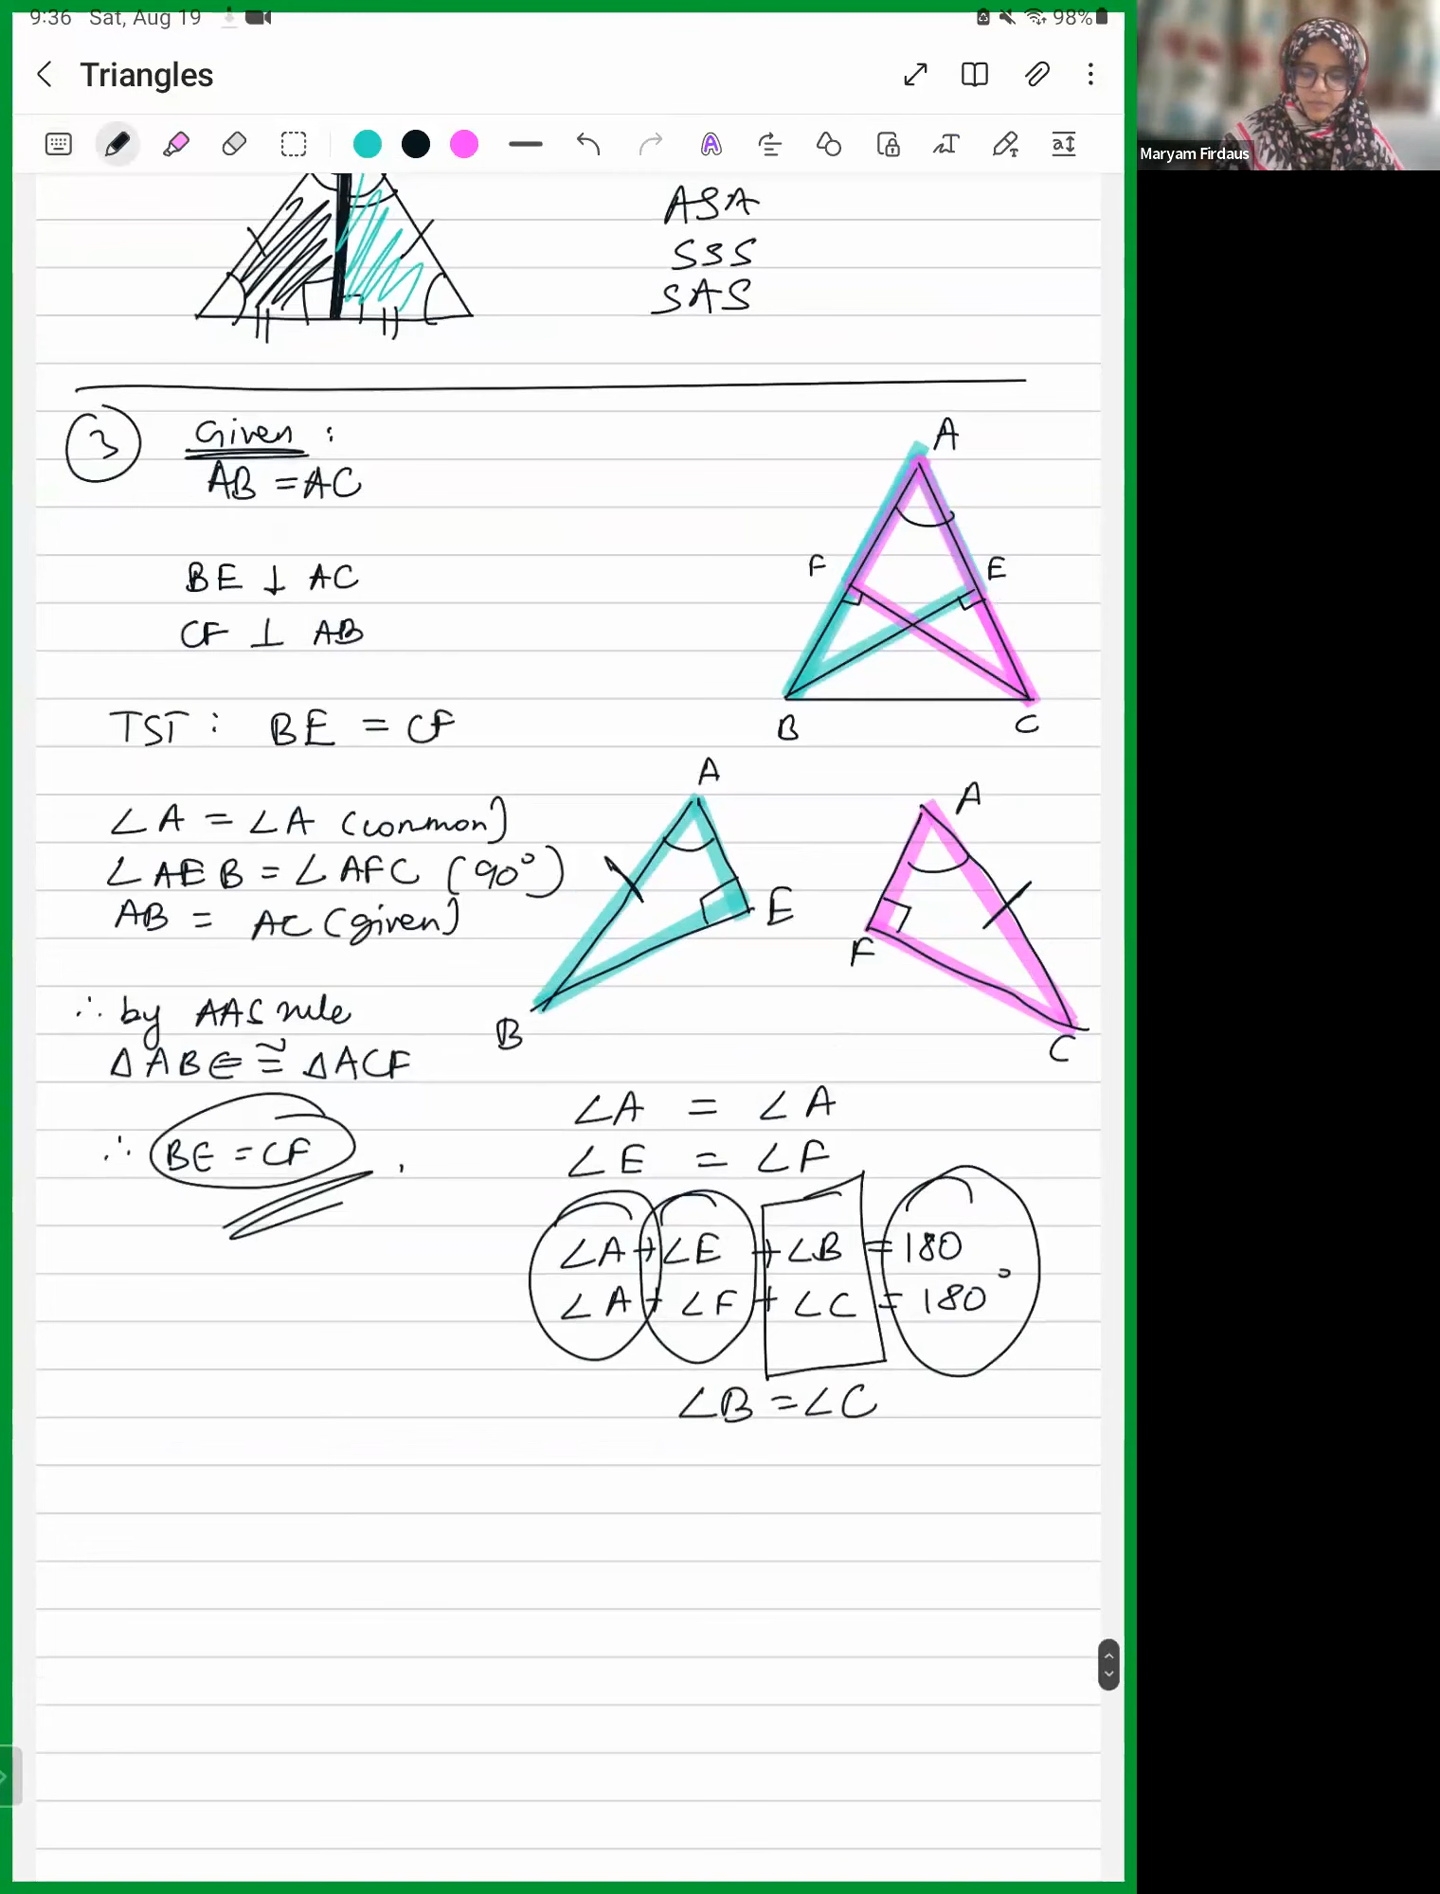 9:36 Sat, Aug 19
98%
Triangles
Maryam Firdaus
ASA
SSS
SAS
3
Given :
AB = AC
BE ⊥ AC
CF ⊥ AB
A
F
E
B
C
TST : BE = CF
A
A
∠A = ∠A (common)
∠AEB = ∠AFC (90°)
AB = AC (given)
E
F
B
C
∴ by AAS rule
ΔABE ≅ ΔACF
∴ BE = CF .
∠A = ∠A
∠E = ∠F
∠A + ∠E + ∠B = 180
∠A + ∠F + ∠C = 180°
∠B = ∠C